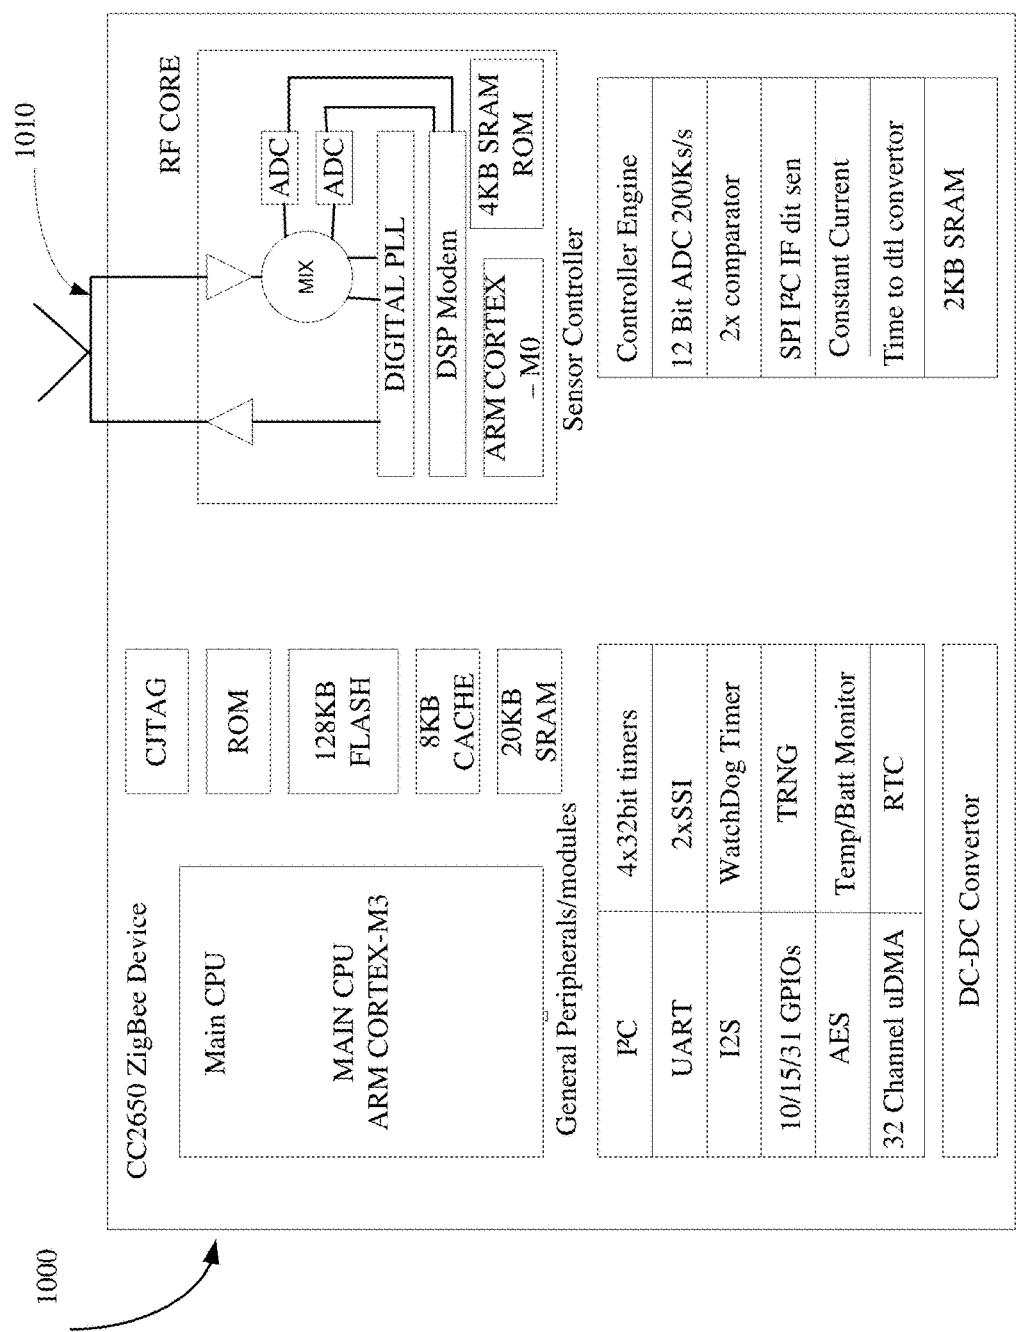 1000
1010
CC2650 ZigBee Device
Main CPU
MAIN CPU
ARM CORTEX-M3
CJTAG
ROM
128KB
FLASH
8KB
CACHE
20KB
SRAM
RF CORE
ADC
ADC
MIX
DIGITAL PLL
DSP Modem
ARM CORTEX
– M0
4KB SRAM
ROM
General Peripherals/modules
I²C
4x32bit timers
UART
2xSSI
I2S
WatchDog Timer
10/15/31 GPIOs
TRNG
AES
Temp/Batt Monitor
32 Channel uDMA
RTC
DC-DC Convertor
Sensor Controller
Controller Engine
12 Bit ADC 200Ks/s
2x comparator
SPI I²C IF dit sen
Constant Current
Time to dtl convertor
2KB SRAM